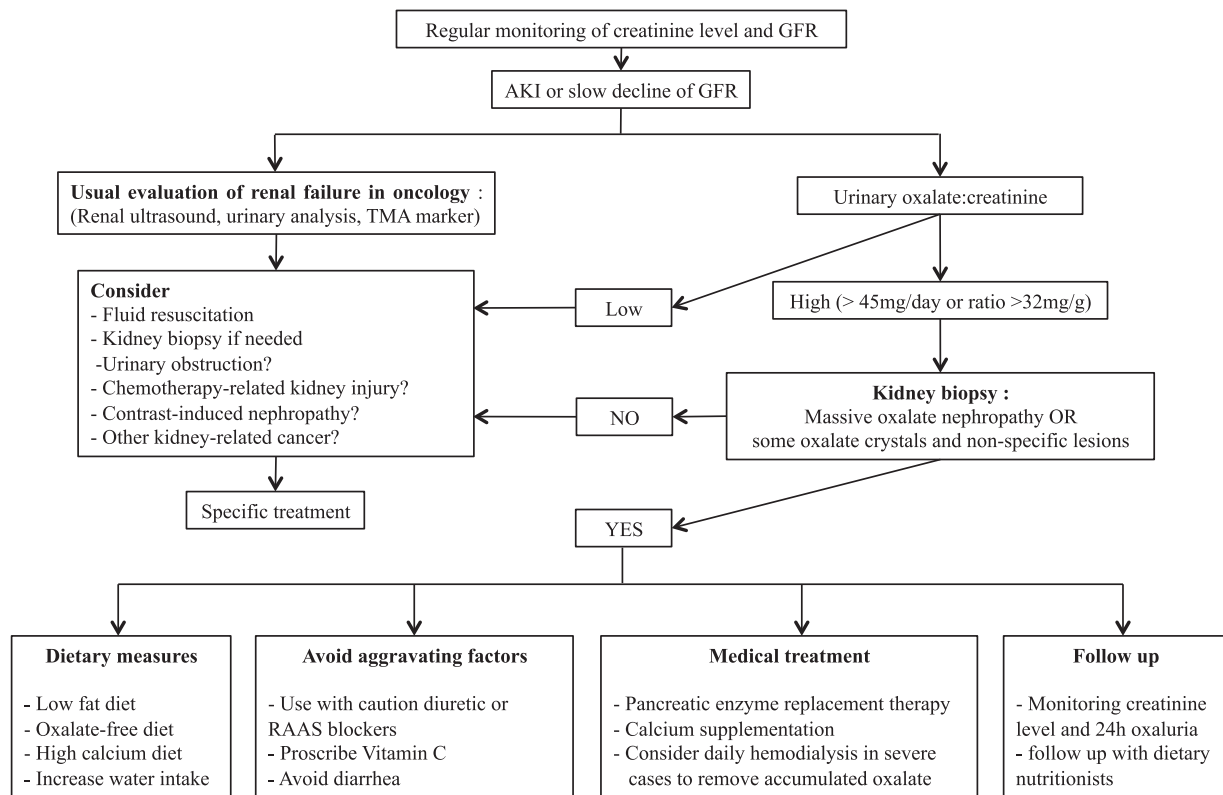 Regular monitoring of creatinine level and GFR
AKI or slow decline of GFR
Usual evaluation of renal failure in oncology :
(Renal ultrasound, urinary analysis, TMA marker)
Urinary oxalate:creatinine
Consider
- Fluid resuscitation
- Kidney biopsy if needed
-Urinary obstruction?
- Chemotherapy-related kidney injury?
- Contrast-induced nephropathy?
- Other kidney-related cancer?
Low
High (> 45mg/day or ratio >32mg/g)
NO
Kidney biopsy :
Massive oxalate nephropathy OR
some oxalate crystals and non-specific lesions
Specific treatment
YES
Dietary measures
- Low fat diet
- Oxalate-free diet
- High calcium diet
- Increase water intake
Avoid aggravating factors
- Use with caution diuretic or
RAAS blockers
- Proscribe Vitamin C
- Avoid diarrhea
Medical treatment
- Pancreatic enzyme replacement therapy
- Calcium supplementation
- Consider daily hemodialysis in severe
cases to remove accumulated oxalate
Follow up
- Monitoring creatinine
level and 24h oxaluria
- follow up with dietary
nutritionists